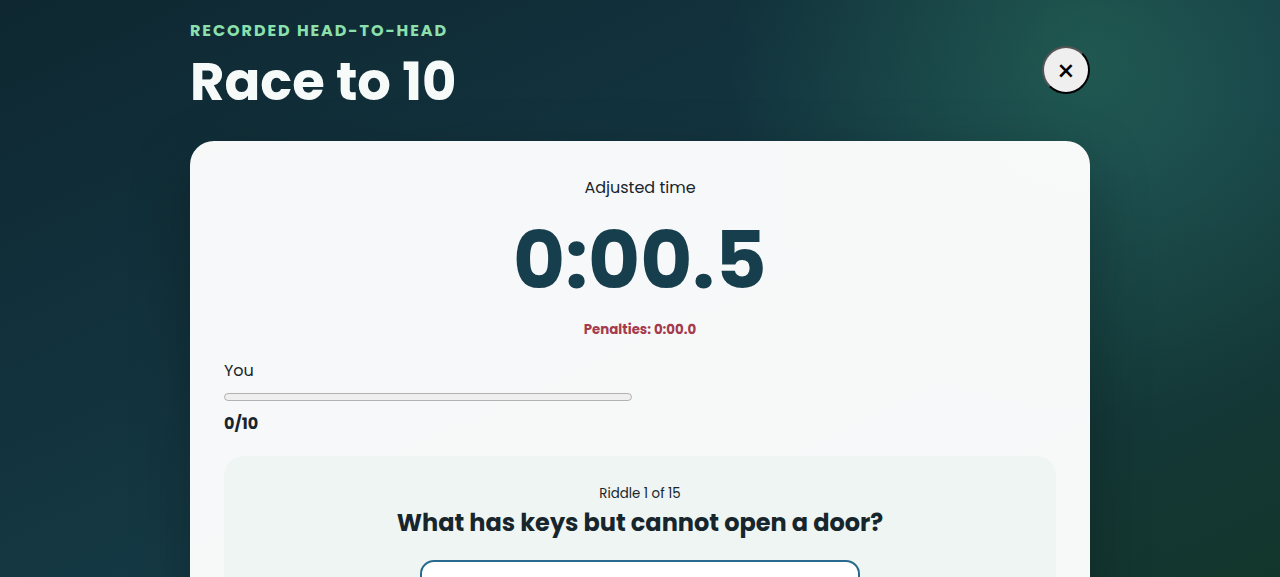 RECORDED HEAD-TO-HEAD
Race to 10
×
Adjusted time
0:00.5
Penalties: 0:00.0
You
0/10
Riddle 1 of 15
What has keys but cannot open a door?